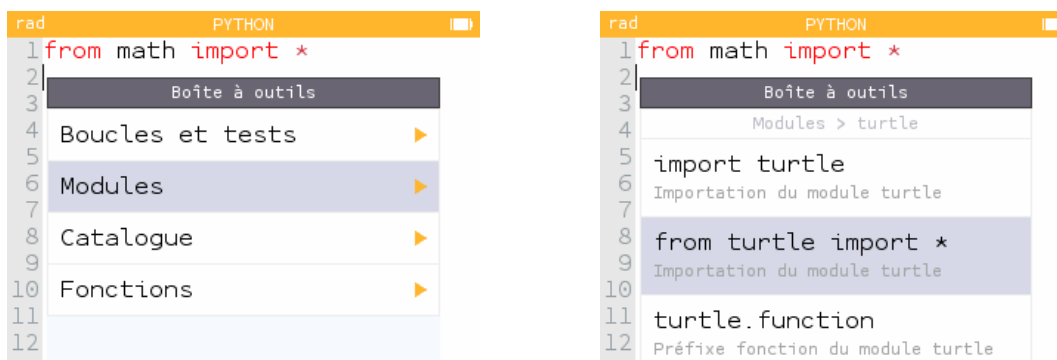 rad PYTHON
1 from math import *
2
Boîte à outils
3
4 Boucles et tests
5
6 Modules
7
8 Catalogue
9
10 Fonctions
11
12
rad PYTHON
1 from math import *
2
Boîte à outils
3
4 Modules > turtle
5 import turtle
6 Importation du module turtle
7
8 from turtle import *
9 Importation du module turtle
10
11 turtle.function
12 Préfixe fonction du module turtle